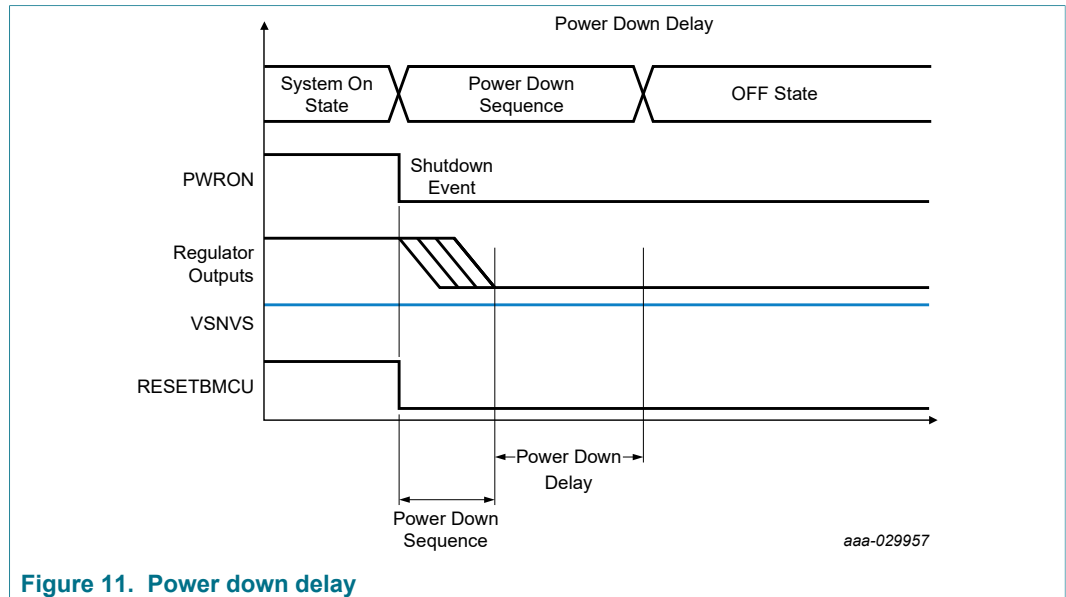 Power Down Delay
System On
State
Power Down
Sequence
OFF State
PWRON
Shutdown
Event
Regulator
Outputs
VSNVS
RESETBMCU
Power Down
Delay
Power Down
Sequence
aaa-029957
Figure 11. Power down delay